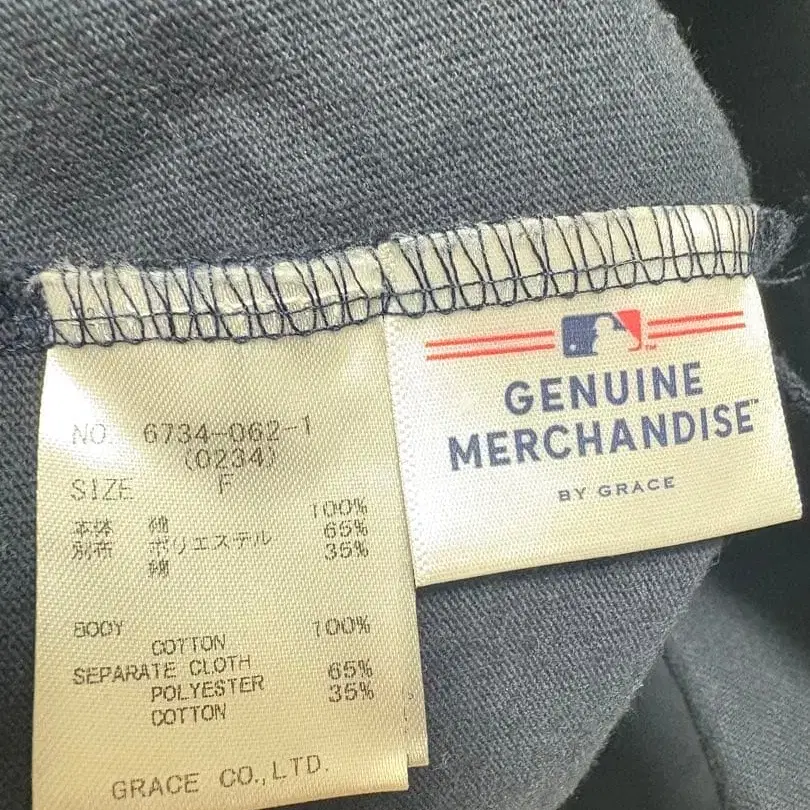 NO. 6734-062-1
(0234)
SIZE F
本体 綿 100%
別布 ポリエステル 65%
綿 35%
BODY
COTTON 100%
SEPARATE CLOTH
POLYESTER 65%
COTTON 35%
GRACE CO.,LTD.
GENUINE
MERCHANDISE™
BY GRACE